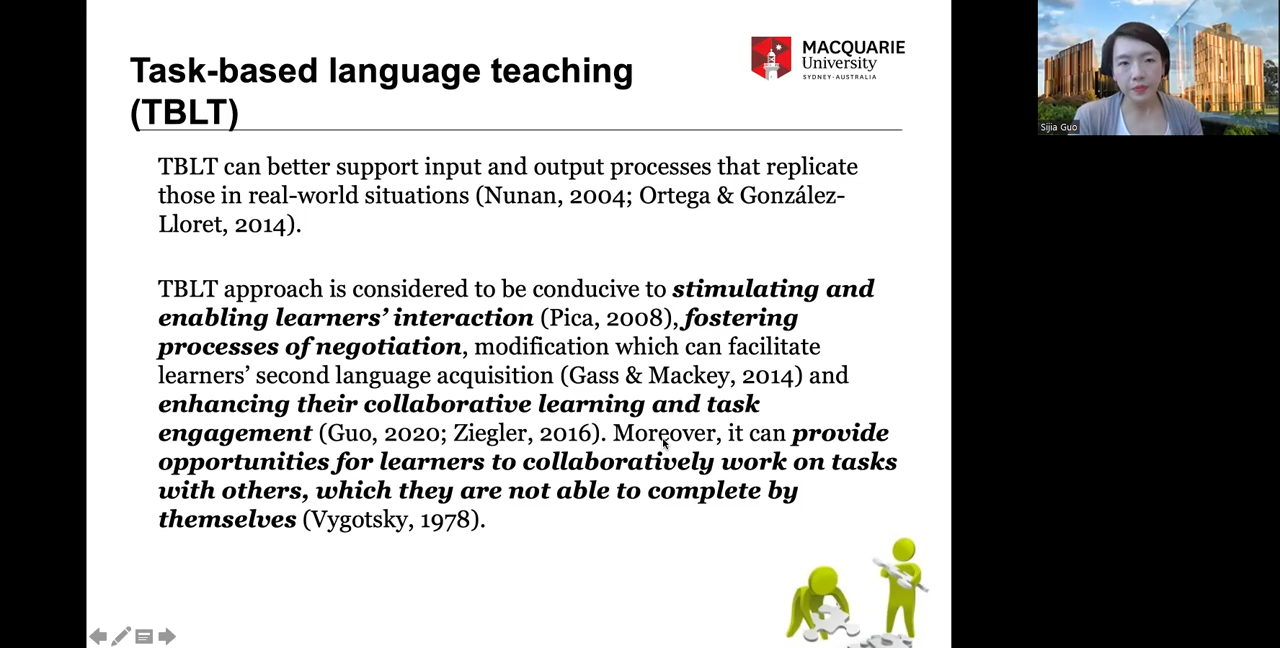 Task-based language teaching
(TBLT)
MACQUARIE
University
SYDNEY·AUSTRALIA
TBLT can better support input and output processes that replicate
those in real-world situations (Nunan, 2004; Ortega & González-
Lloret, 2014).
TBLT approach is considered to be conducive to stimulating and
enabling learners’ interaction (Pica, 2008), fostering
processes of negotiation, modification which can facilitate
learners’ second language acquisition (Gass & Mackey, 2014) and
enhancing their collaborative learning and task
engagement (Guo, 2020; Ziegler, 2016). Moreover, it can provide
opportunities for learners to collaboratively work on tasks
with others, which they are not able to complete by
themselves (Vygotsky, 1978).
Sijia Guo